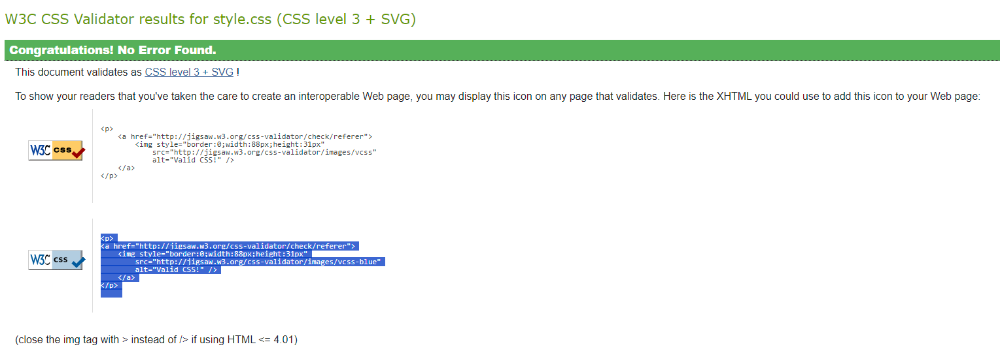 W3C CSS Validator results for style.css (CSS level 3 + SVG)
Congratulations! No Error Found.
This document validates as CSS level 3 + SVG !
To show your readers that you've taken the care to create an interoperable Web page, you may display this icon on any page that validates. Here is the XHTML you could use to add this icon to your Web page:
W3C css
<p>
    <a href="http://jigsaw.w3.org/css-validator/check/referer">
        <img style="border:0;width:88px;height:31px"
            src="http://jigsaw.w3.org/css-validator/images/vcss"
            alt="Valid CSS!" />
    </a>
</p>
W3C css
<p>
<a href="http://jigsaw.w3.org/css-validator/check/referer">
    <img style="border:0;width:88px;height:31px"
        src="http://jigsaw.w3.org/css-validator/images/vcss-blue"
        alt="Valid CSS!" />
    </a>
</p>
(close the img tag with > instead of /> if using HTML <= 4.01)